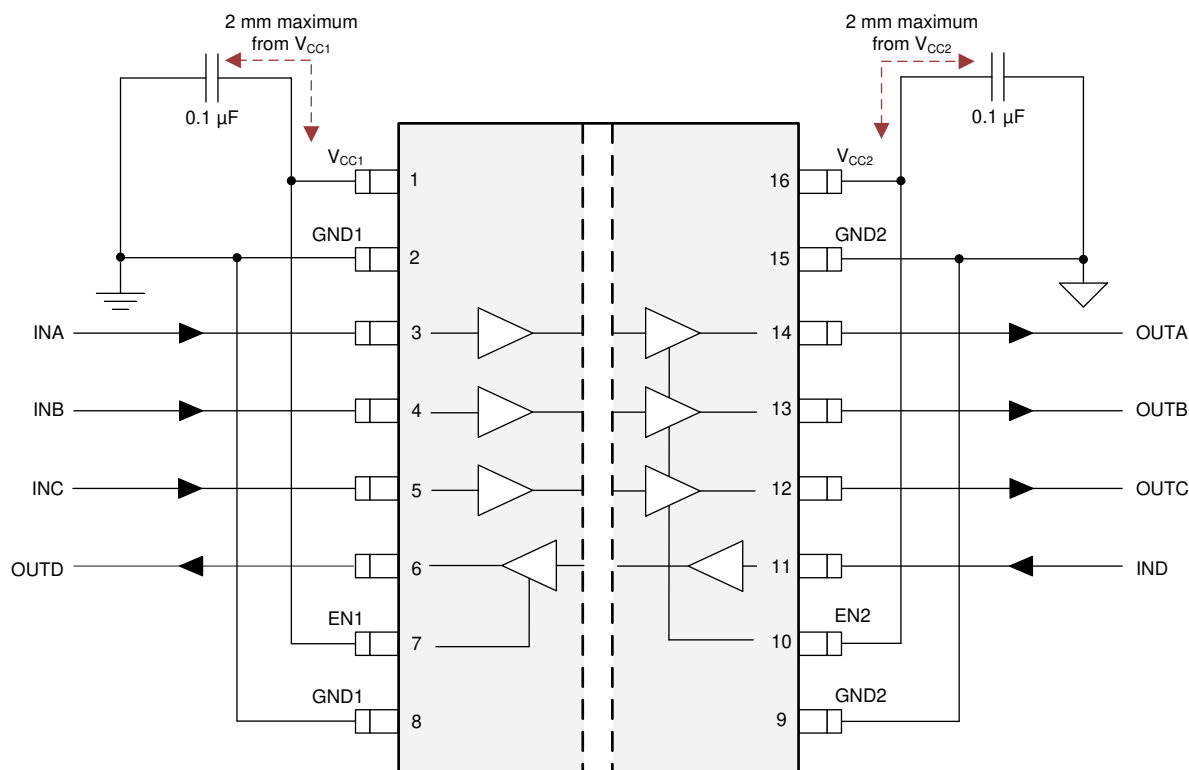 2 mm maximum
from VCC1
2 mm maximum
from VCC2
0.1 µF
0.1 µF
VCC1
1
16
VCC2
GND1
2
15
GND2
INA
3
14
OUTA
INB
4
13
OUTB
INC
5
12
OUTC
OUTD
6
11
IND
EN1
7
10
EN2
GND1
8
9
GND2